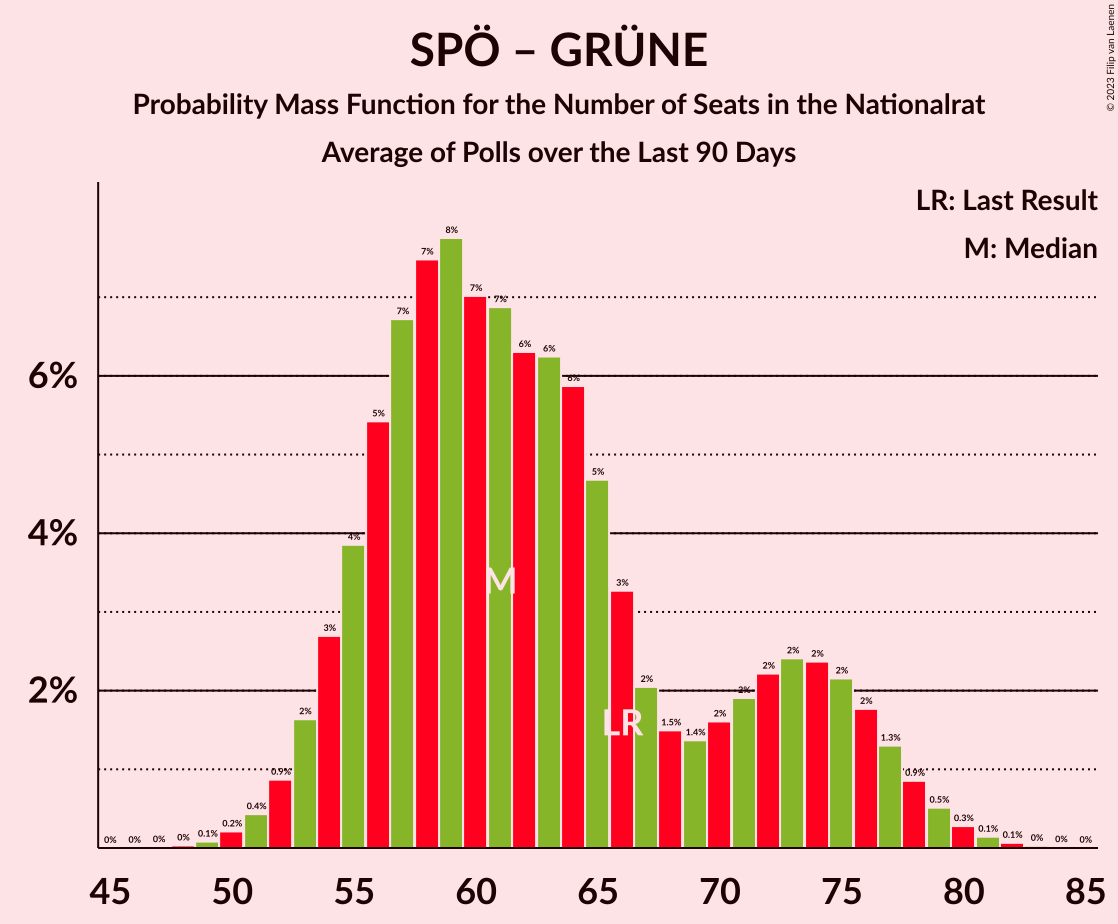 SPÖ – GRÜNE
Probability Mass Function for the Number of Seats in the Nationalrat
Average of Polls over the Last 90 Days
© 2023 Filip van Laenen
LR: Last Result
M: Median
6%
4%
2%
0% 0% 0% 0% 0.1% 0.2% 0.4% 0.9% 2% 3% 4% 5% 7% 7% 8% 7% 7% 6% 6% 6% 5% 3% 2% 1.5% 1.4% 2% 2% 2% 2% 2% 2% 2% 1.3% 0.9% 0.5% 0.3% 0.1% 0.1% 0% 0% 0%
M
LR
45 50 55 60 65 70 75 80 85